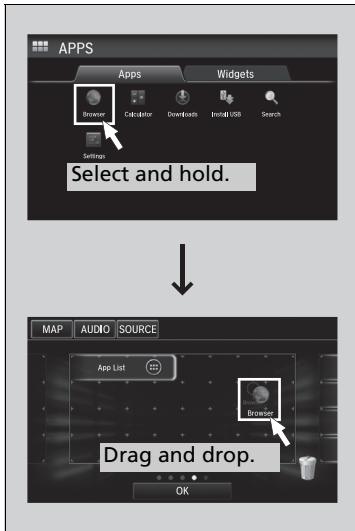 APPS
Apps Widgets
Browser Calculator Downloads Install USB Search
Settings
Select and hold.
MAP AUDIO SOURCE
App List
Browser
Drag and drop.
OK